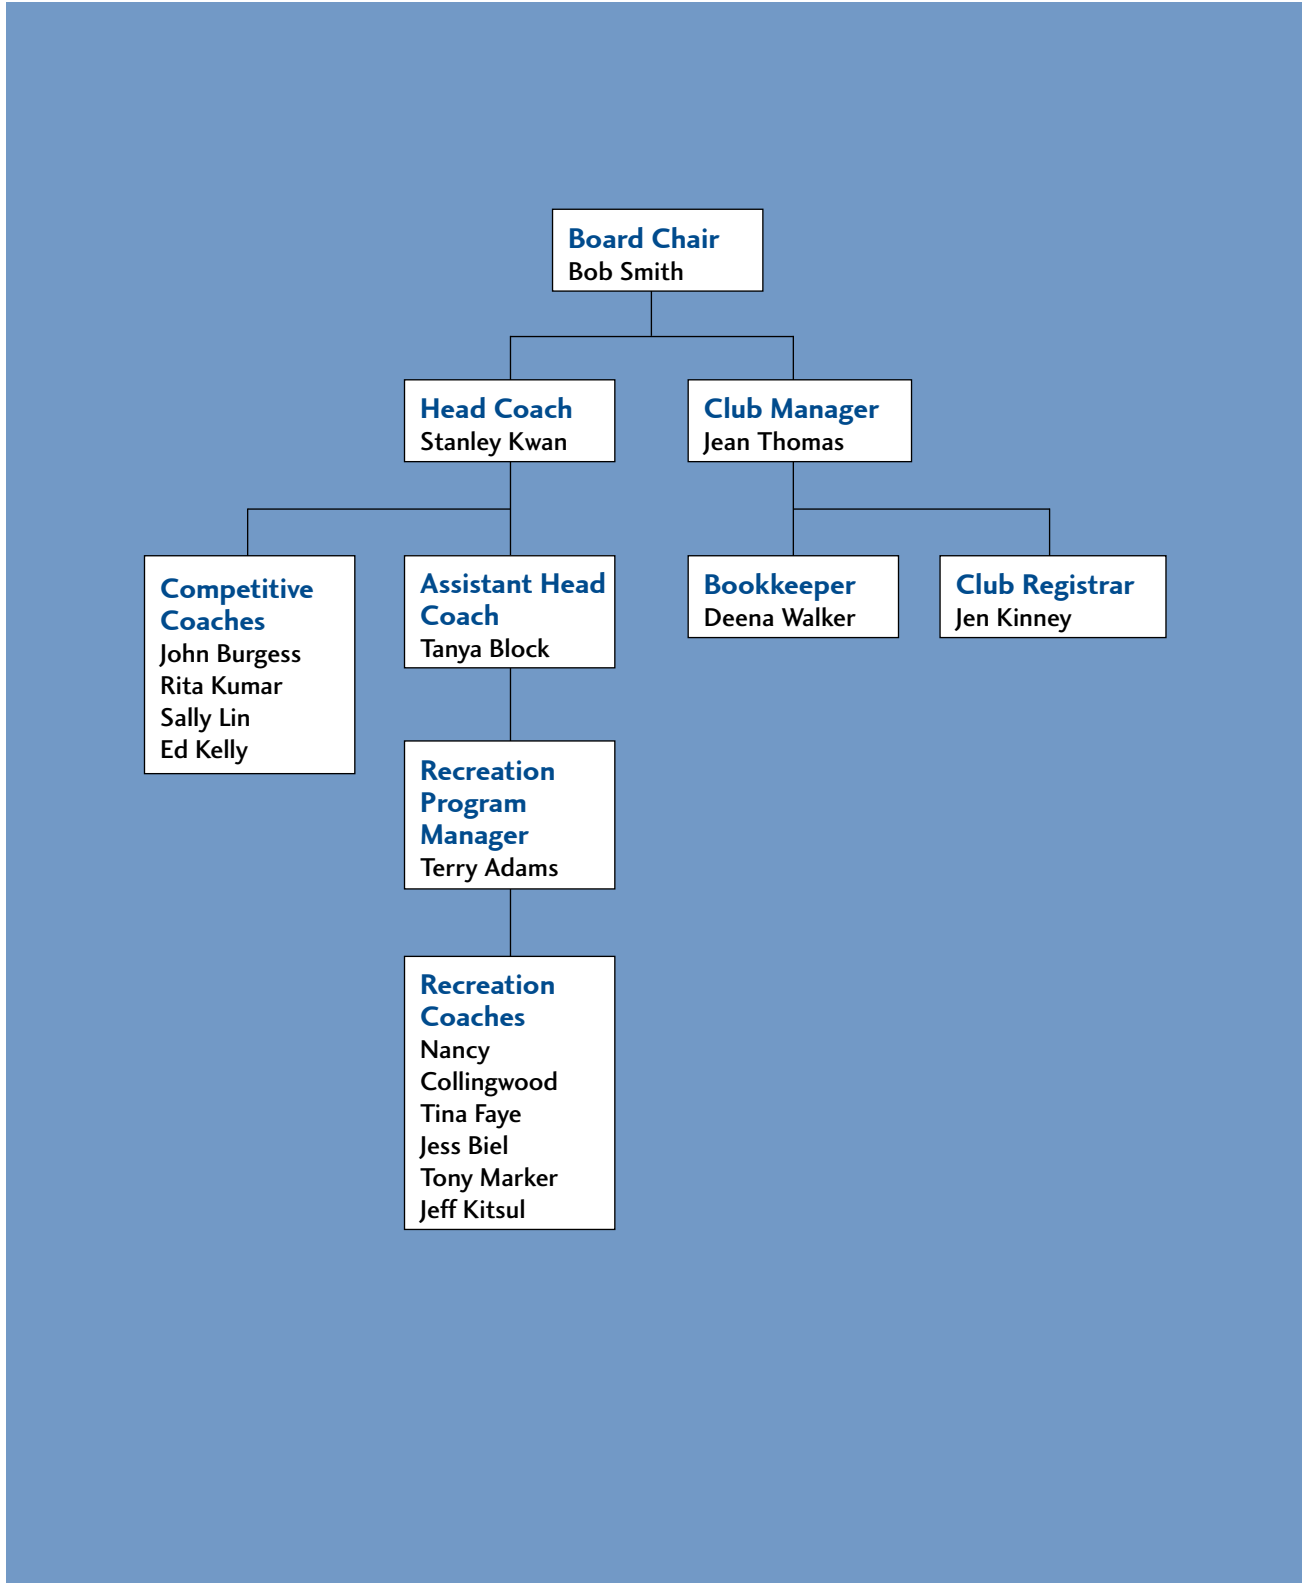 Board Chair
Bob Smith
Head Coach
Stanley Kwan
Club Manager
Jean Thomas
Competitive
Coaches
John Burgess
Rita Kumar
Sally Lin
Ed Kelly
Assistant Head
Coach
Tanya Block
Bookkeeper
Deena Walker
Club Registrar
Jen Kinney
Recreation
Program
Manager
Terry Adams
Recreation
Coaches
Nancy
Collingwood
Tina Faye
Jess Biel
Tony Marker
Jeff Kitsul